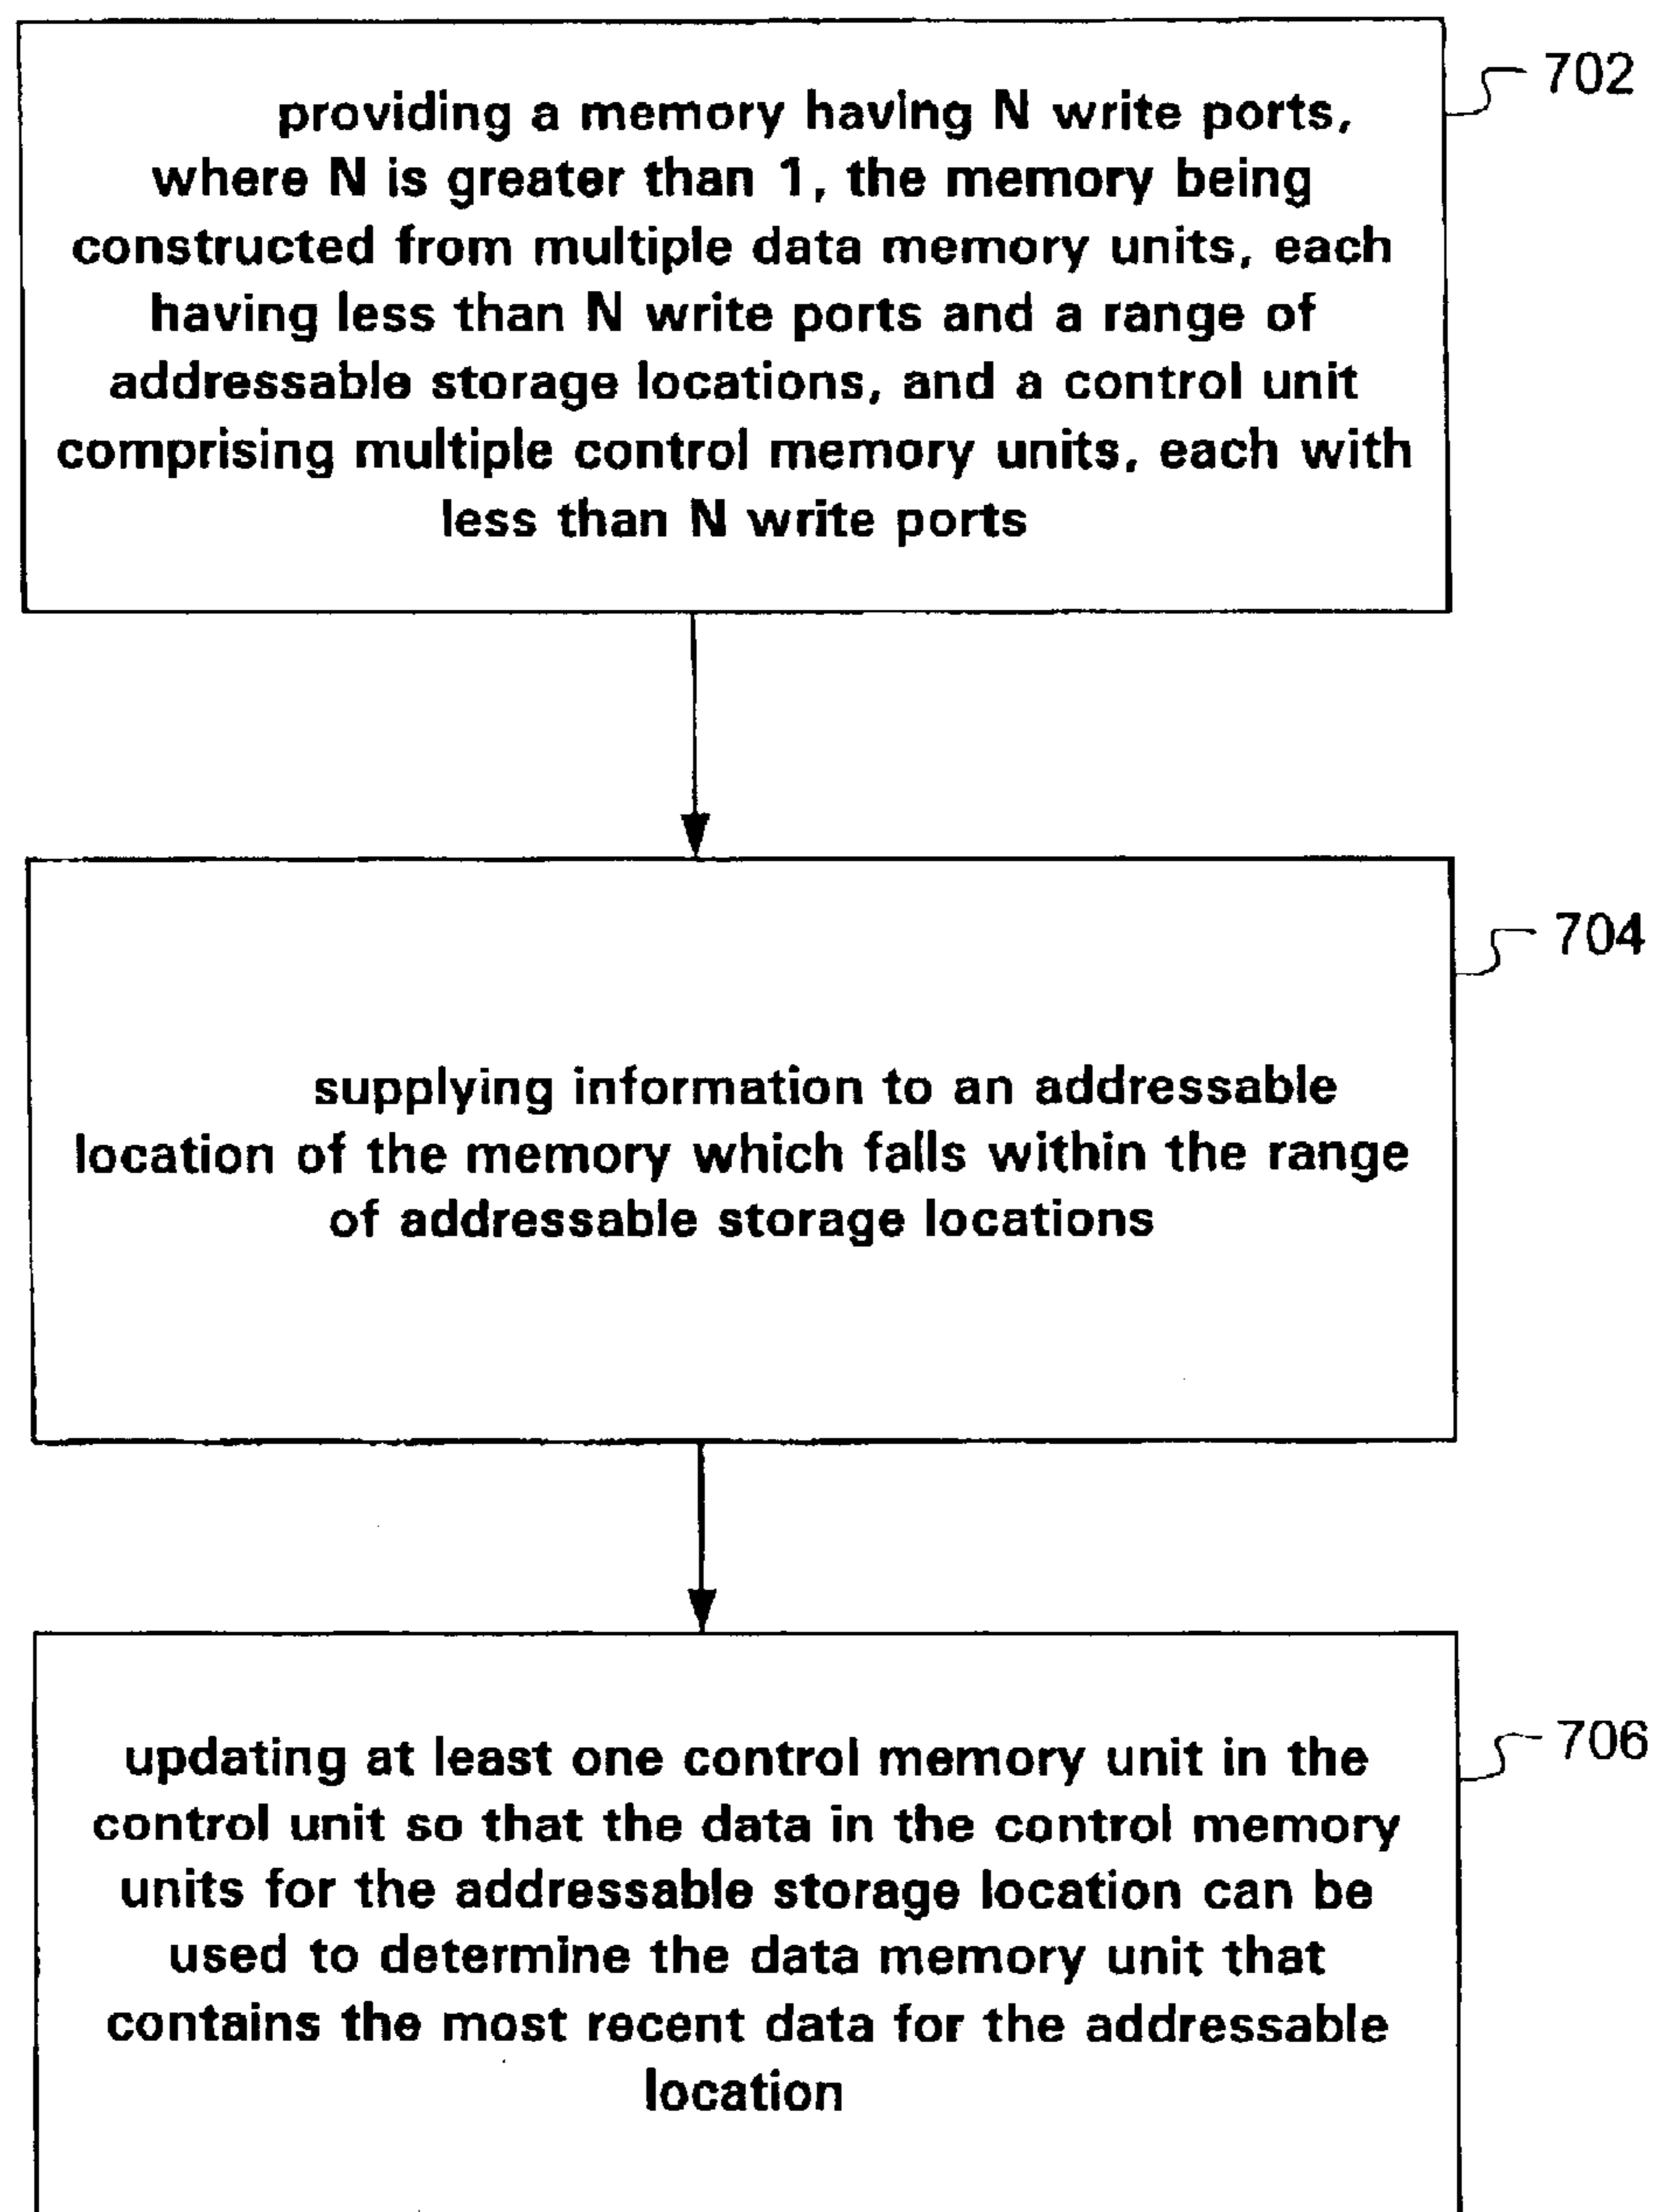 providing a memory having N write ports,
where N is greater than 1, the memory being
constructed from multiple data memory units, each
having less than N write ports and a range of
addressable storage locations, and a control unit
comprising multiple control memory units, each with
less than N write ports
702
supplying information to an addressable
location of the memory which falls within the range
of addressable storage locations
704
updating at least one control memory unit in the
control unit so that the data in the control memory
units for the addressable storage location can be
used to determine the data memory unit that
contains the most recent data for the addressable
location
706